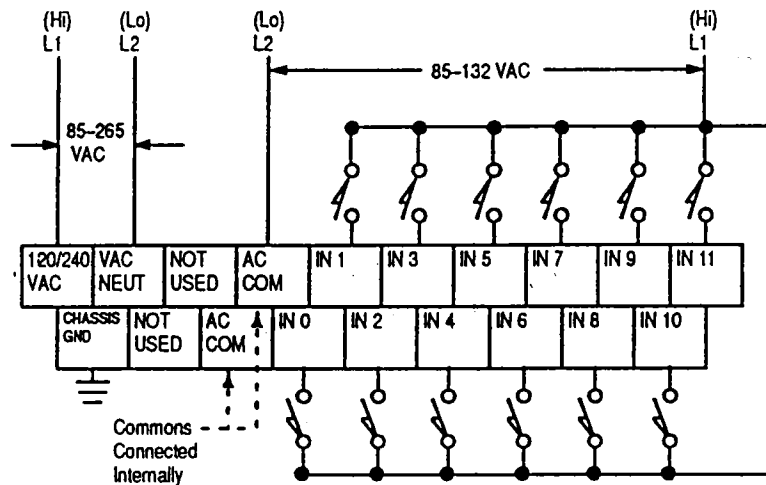 (Hi) (Lo) (Lo) (Hi)
L1 L2 L2 L1
85–132 VAC
85–265
VAC
120/240 VAC NOT AC IN 1 IN 3 IN 5 IN 7 IN 9 IN 11
VAC NEUT USED COM
CHASSIS NOT AC IN 0 IN 2 IN 4 IN 6 IN 8 IN 10
GND USED COM
Commons
Connected
Internally